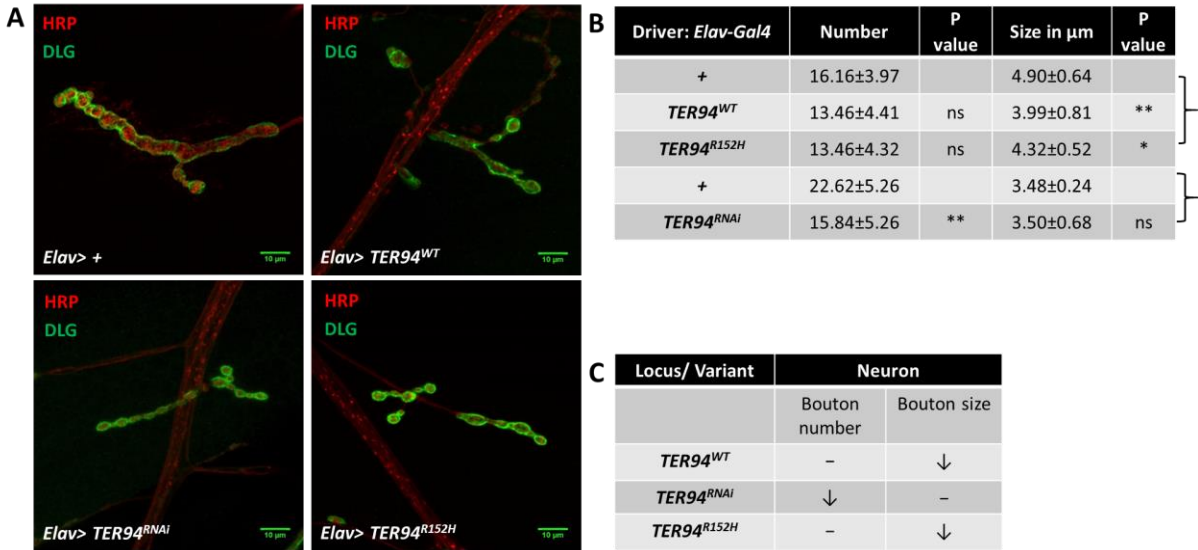 A
HRP
DLG
Elav> +
10 µm
HRP
DLG
Elav> TER94WT
10 µm
HRP
DLG
Elav> TER94RNAi
10 µm
HRP
DLG
Elav> TER94R152H
10 µm
B
Driver: Elav-Gal4 Number P value Size in µm P value
+ 16.16±3.97 4.90±0.64
TER94WT 13.46±4.41 ns 3.99±0.81 **
TER94R152H 13.46±4.32 ns 4.32±0.52 *
+ 22.62±5.26 3.48±0.24
TER94RNAi 15.84±5.26 ** 3.50±0.68 ns
C
Locus/ Variant Neuron
Bouton number Bouton size
TER94WT – ↓
TER94RNAi ↓ –
TER94R152H – ↓